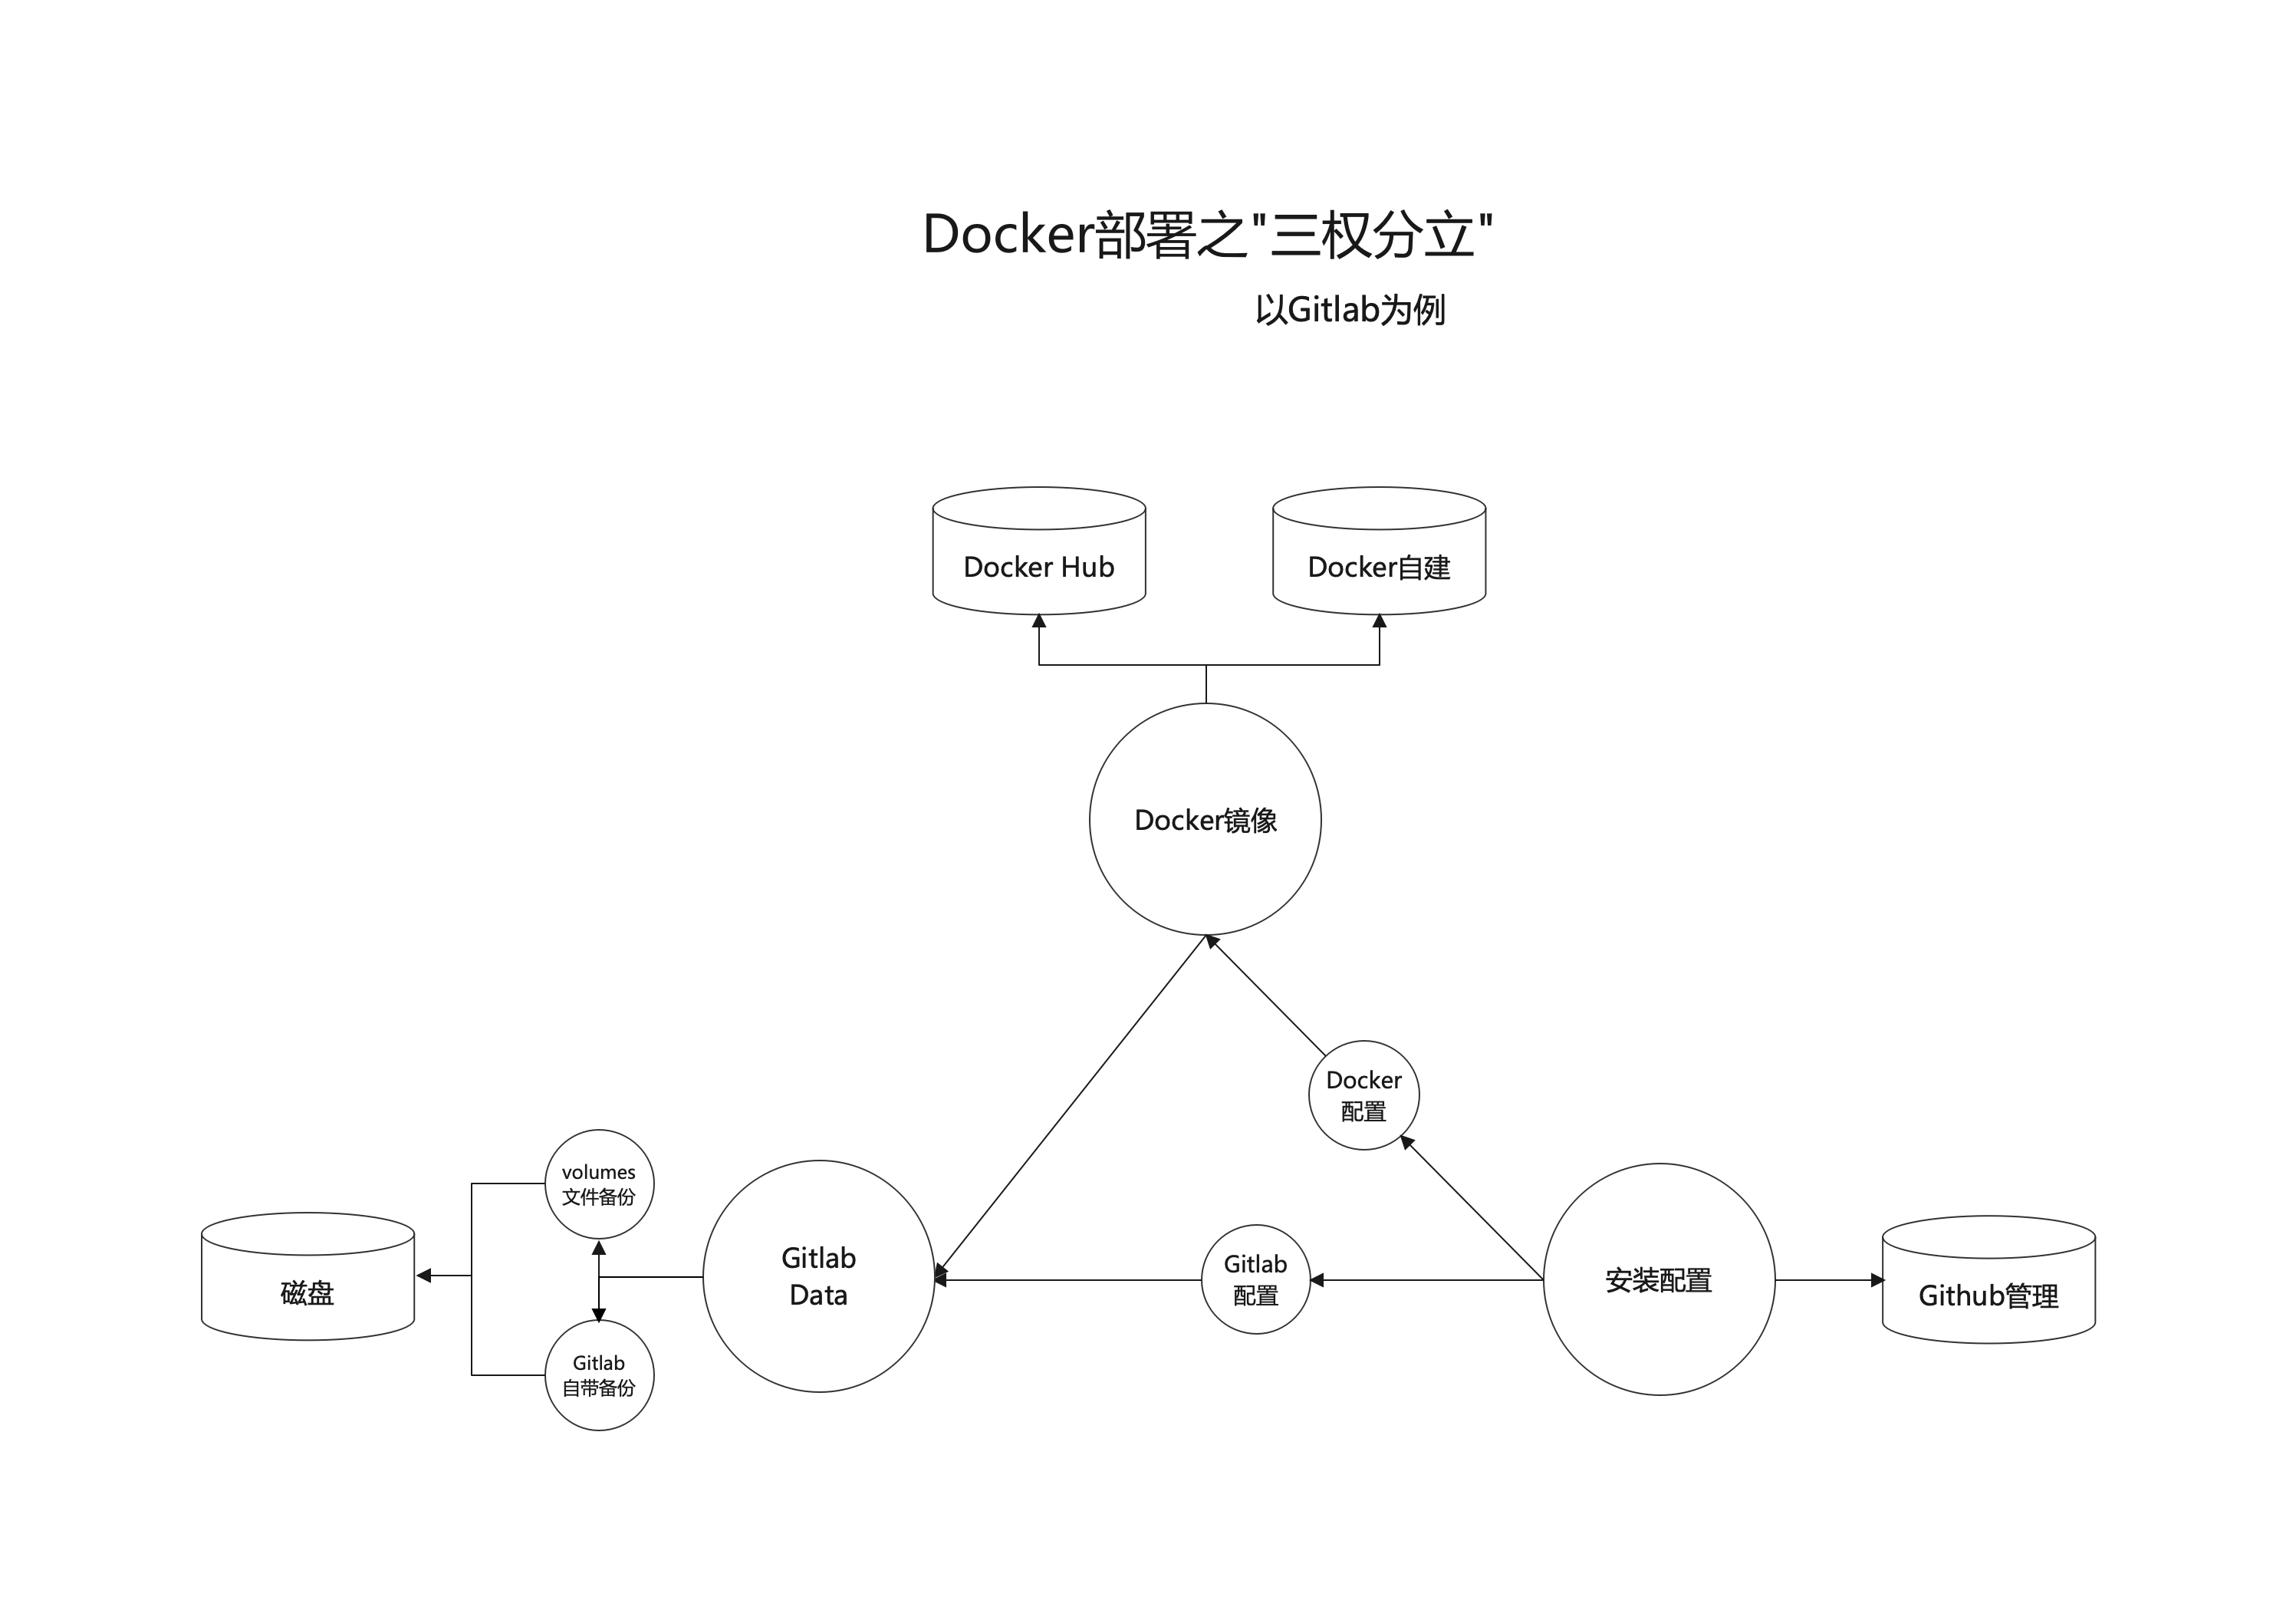 Docker部署之"三权分立"
以Gitlab为例
Docker Hub
Docker自建
Docker镜像
Docker
配置
volumes
文件备份
磁盘
Gitlab
Data
Gitlab
配置
安装配置
Github管理
Gitlab
自带备份